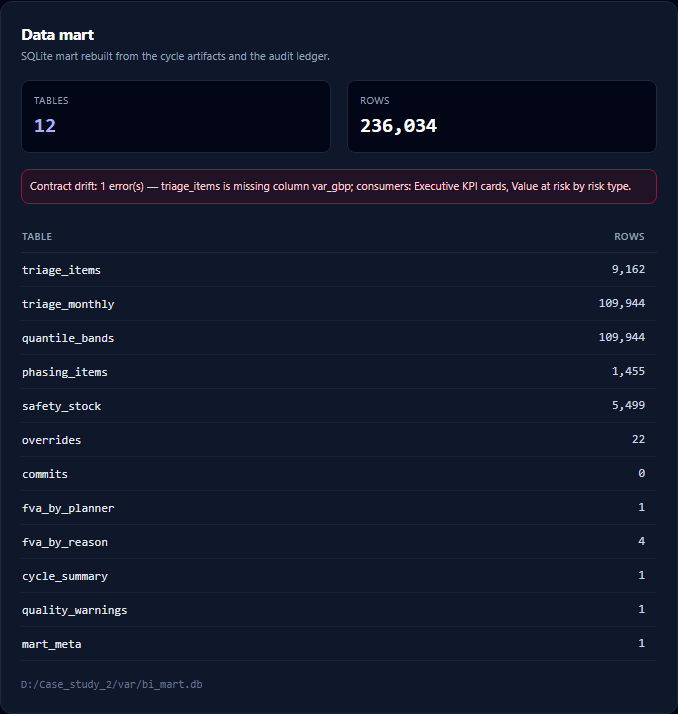 Data mart
SQLite mart rebuilt from the cycle artifacts and the audit ledger.
TABLES
12
ROWS
236,034
Contract drift: 1 error(s) — triage_items is missing column var_gbp; consumers: Executive KPI cards, Value at risk by risk type.
TABLE ROWS
triage_items 9,162
triage_monthly 109,944
quantile_bands 109,944
phasing_items 1,455
safety_stock 5,499
overrides 22
commits 0
fva_by_planner 1
fva_by_reason 4
cycle_summary 1
quality_warnings 1
mart_meta 1
D:/Case_study_2/var/bi_mart.db